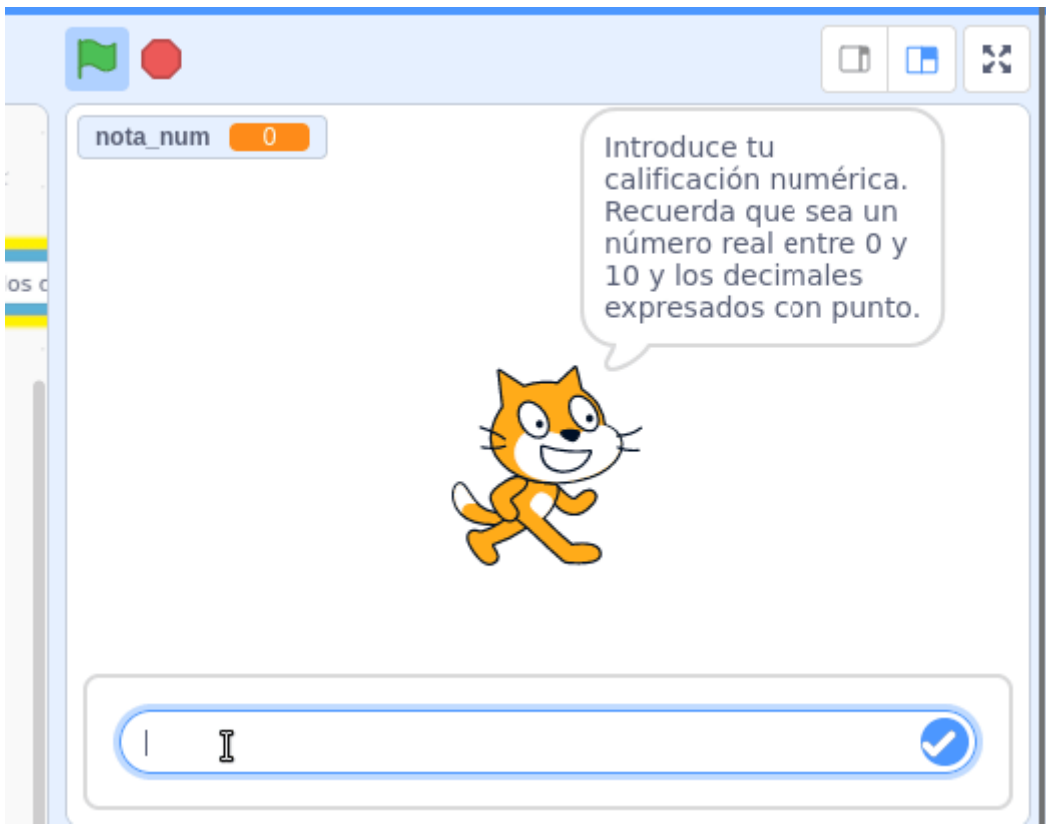 nota_num 0
Introduce tu
calificación numérica.
Recuerda que sea un
número real entre 0 y
10 y los decimales
expresados con punto.
los